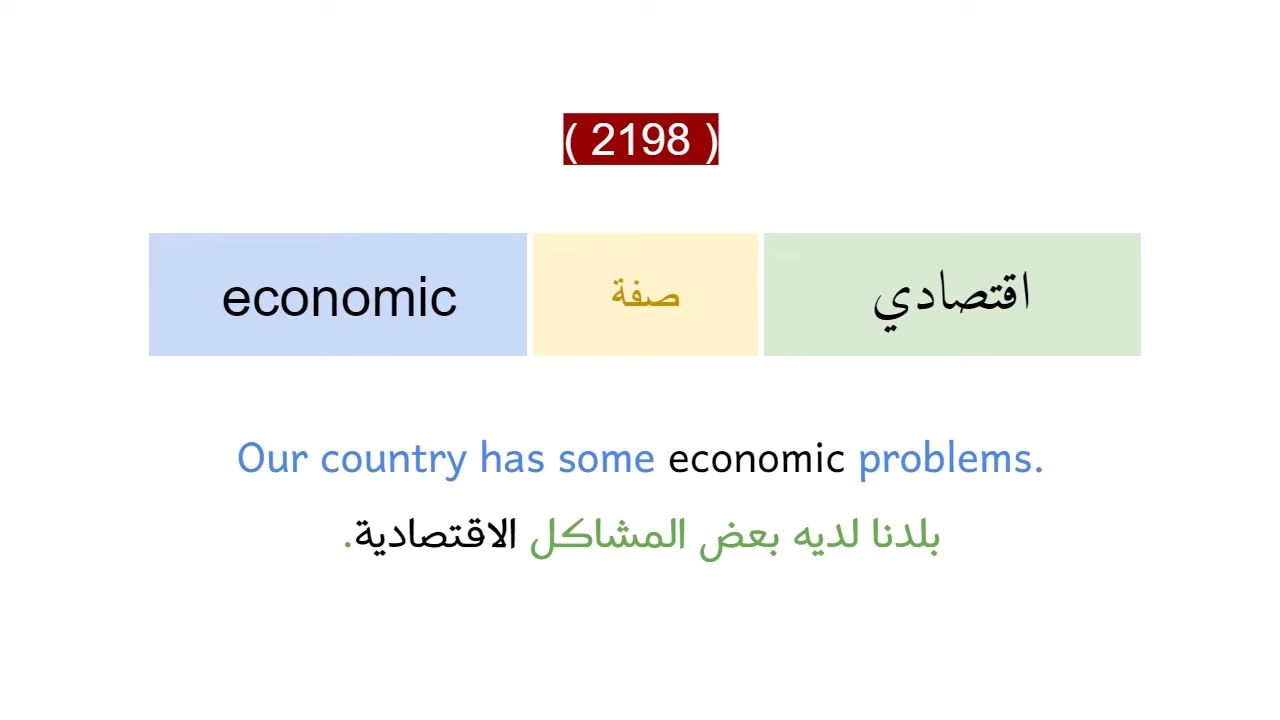 ( 2198 )
economic صفة اقتصادي
Our country has some economic problems.
بلدنا لديه بعض المشاكل الاقتصادية.